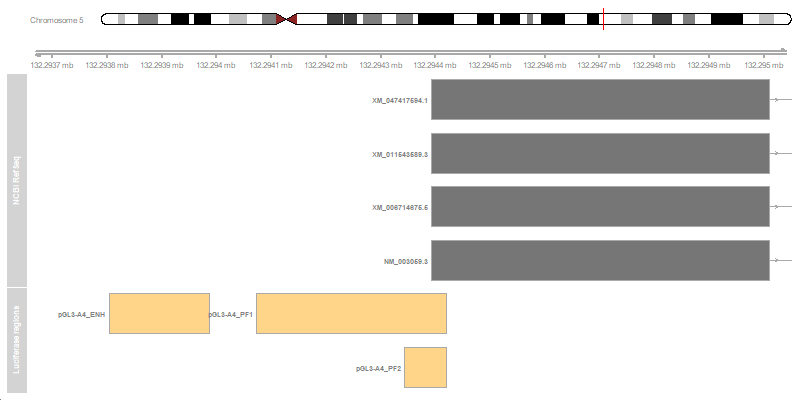 Chromosome 5
132.2937 mb 132.2938 mb 132.2939 mb 132.294 mb 132.2941 mb 132.2942 mb 132.2943 mb 132.2944 mb 132.2945 mb 132.2946 mb 132.2947 mb 132.2948 mb 132.2949 mb 132.295 mb
NCBI RefSeq
XM_047417594.1
XM_011543589.3
XM_006714675.5
NM_003059.3
Luciferase regions
pGL3-A4_ENH
pGL3-A4_PF1
pGL3-A4_PF2